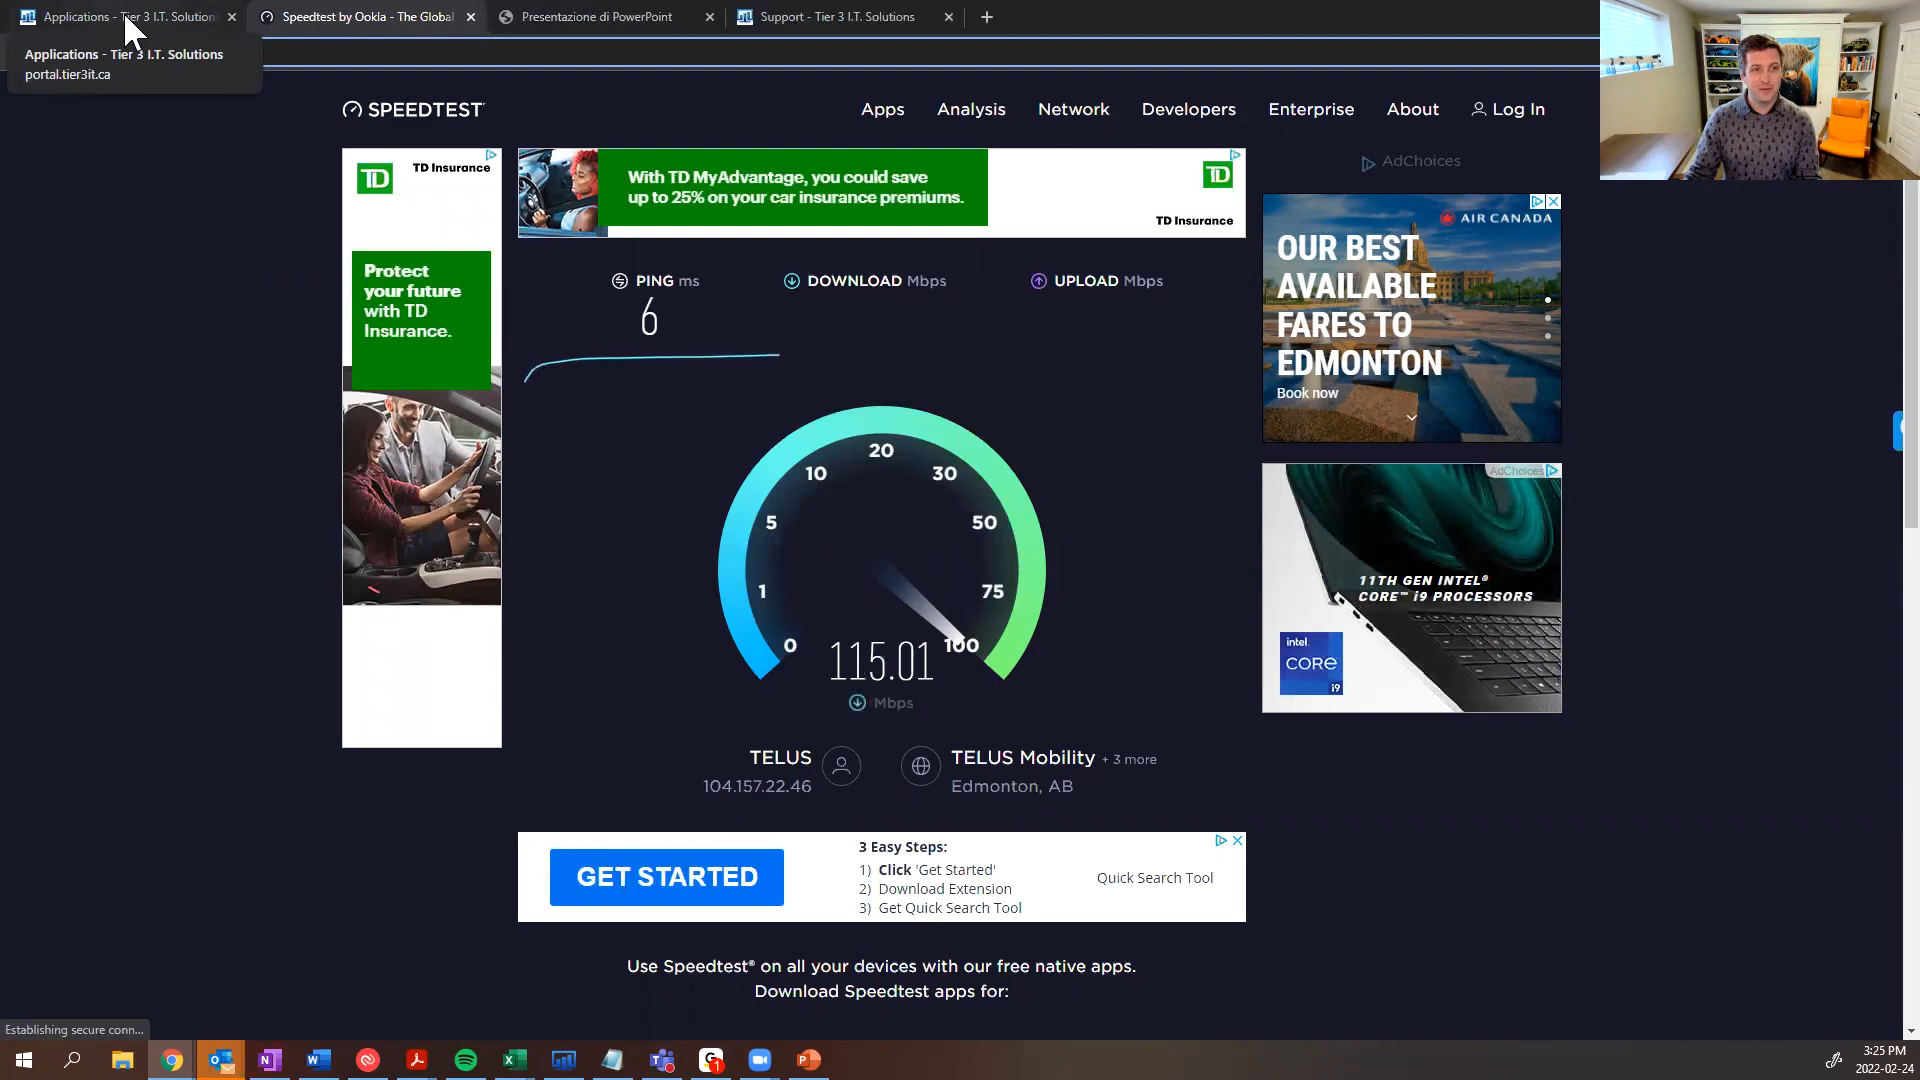 Applications - Tier 3 I.T. Solution
Speedtest by Ookla - The Global
Presentazione di PowerPoint
Support - Tier 3 I.T. Solutions
Applications - Tier 3 I.T. Solutions
portal.tier3it.ca
SPEEDTEST
Apps
Analysis
Network
Developers
Enterprise
About
Log In
TD
TD Insurance
Protect
your future
with TD
Insurance.
With TD MyAdvantage, you could save
up to 25% on your car insurance premiums.
TD
TD Insurance
AdChoices
AIR CANADA
OUR BEST
AVAILABLE
FARES TO
EDMONTON
Book now
PING ms
6
DOWNLOAD Mbps
UPLOAD Mbps
0
1
5
10
20
30
50
75
100
115.01
Mbps
AdChoices
11TH GEN INTEL®
CORE™ i9 PROCESSORS
intel.
CORE
i9
TELUS
104.157.22.46
TELUS Mobility + 3 more
Edmonton, AB
GET STARTED
3 Easy Steps:
1) Click 'Get Started'
2) Download Extension
3) Get Quick Search Tool
Quick Search Tool
Use Speedtest® on all your devices with our free native apps.
Download Speedtest apps for:
Establishing secure conn...
3:25 PM
2022-02-24